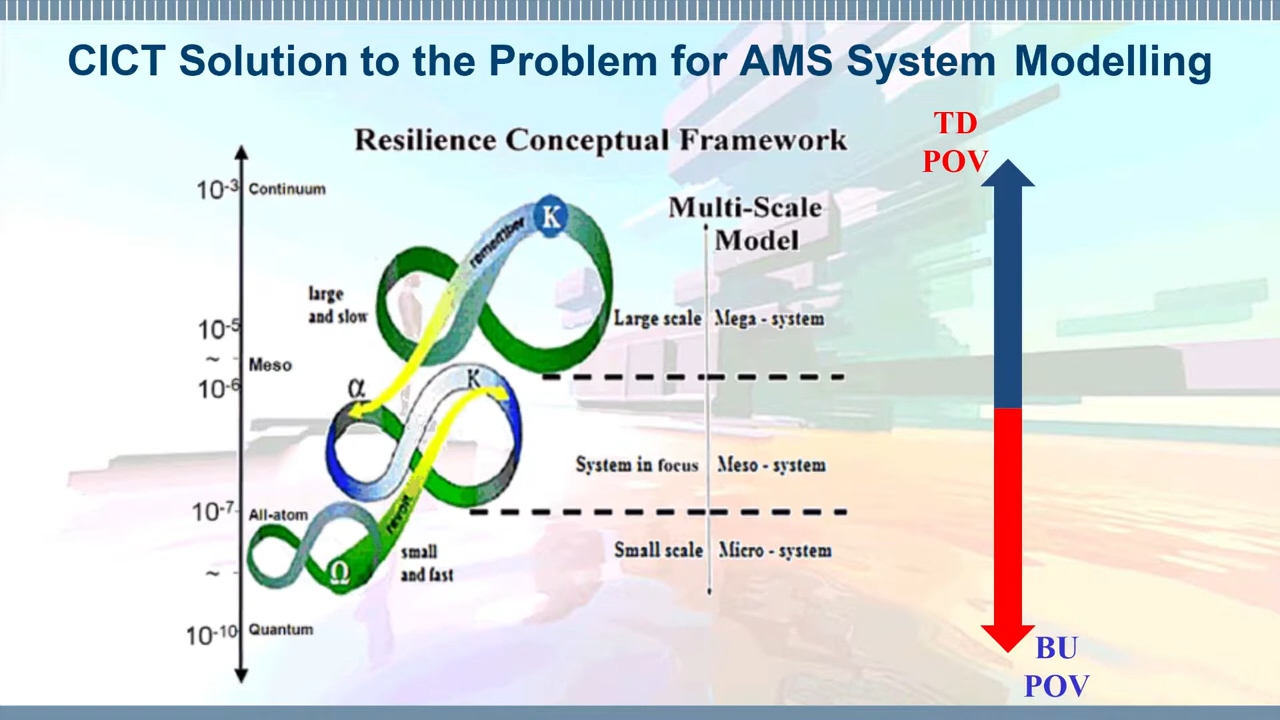 CICT Solution to the Problem for AMS System Modelling
Resilience Conceptual Framework
TD
POV
10-3 Continuum
K
remember
Multi-Scale
Model
large
and slow
10-5
Large scale Mega - system
~
Meso
10-6
α
K
System in focus Meso - system
10-7
All-atom
revolt
Small scale Micro - system
small
and fast
~
Ω
10-10 Quantum
BU
POV